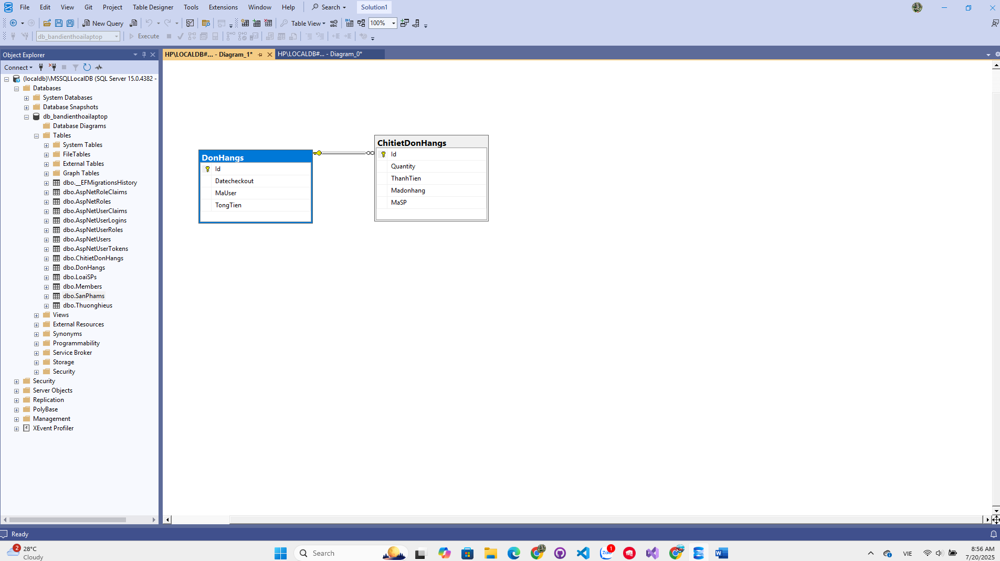 File Edit View Git Project Table Designer Tools Extensions Window Help Search Solution1
New Query Table View 100%
db_bandienthoailaptop Execute
Object Explorer
HP\LOCALDB#... - Diagram_1*
HP\LOCALDB#... - Diagram_0*
Connect
(localdb)\MSSQLLocalDB (SQL Server 15.0.4382 -
Databases
System Databases
Database Snapshots
db_bandienthoailaptop
Database Diagrams
Tables
System Tables
FileTables
External Tables
Graph Tables
dbo.__EFMigrationsHistory
dbo.AspNetRoleClaims
dbo.AspNetRoles
dbo.AspNetUserClaims
dbo.AspNetUserLogins
dbo.AspNetUserRoles
dbo.AspNetUsers
dbo.AspNetUserTokens
dbo.ChitietDonHangs
dbo.DonHangs
dbo.LoaiSPs
dbo.Members
dbo.SanPhams
dbo.Thuonghieus
Views
External Resources
Synonyms
Programmability
Service Broker
Storage
Security
Security
Server Objects
Replication
PolyBase
Management
XEvent Profiler
DonHangs
Id
Datecheckout
MaUser
TongTien
ChitietDonHangs
Id
Quantity
ThanhTien
Madonhang
MaSP
Ready
2
28°C
Cloudy
Search
Zalo
1
VIE
8:56 AM
7/20/2025